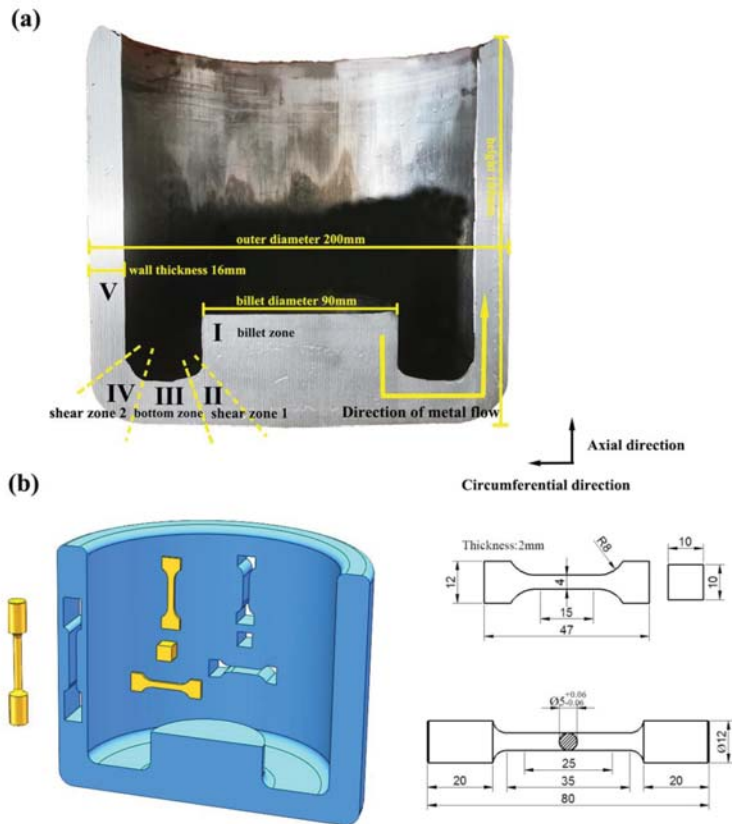 (a)
outer diameter 200mm
wall thickness 16mm
V
billet diameter 90mm
I
billet zone
IV
III
II
shear zone 2
bottom zone
shear zone 1
Direction of metal flow
Axial direction
Circumferential direction
(b)
Thickness:2mm
R8
10
12
4
10
15
47
Ø5+0.06-0.06
Ø12
25
20
35
20
80